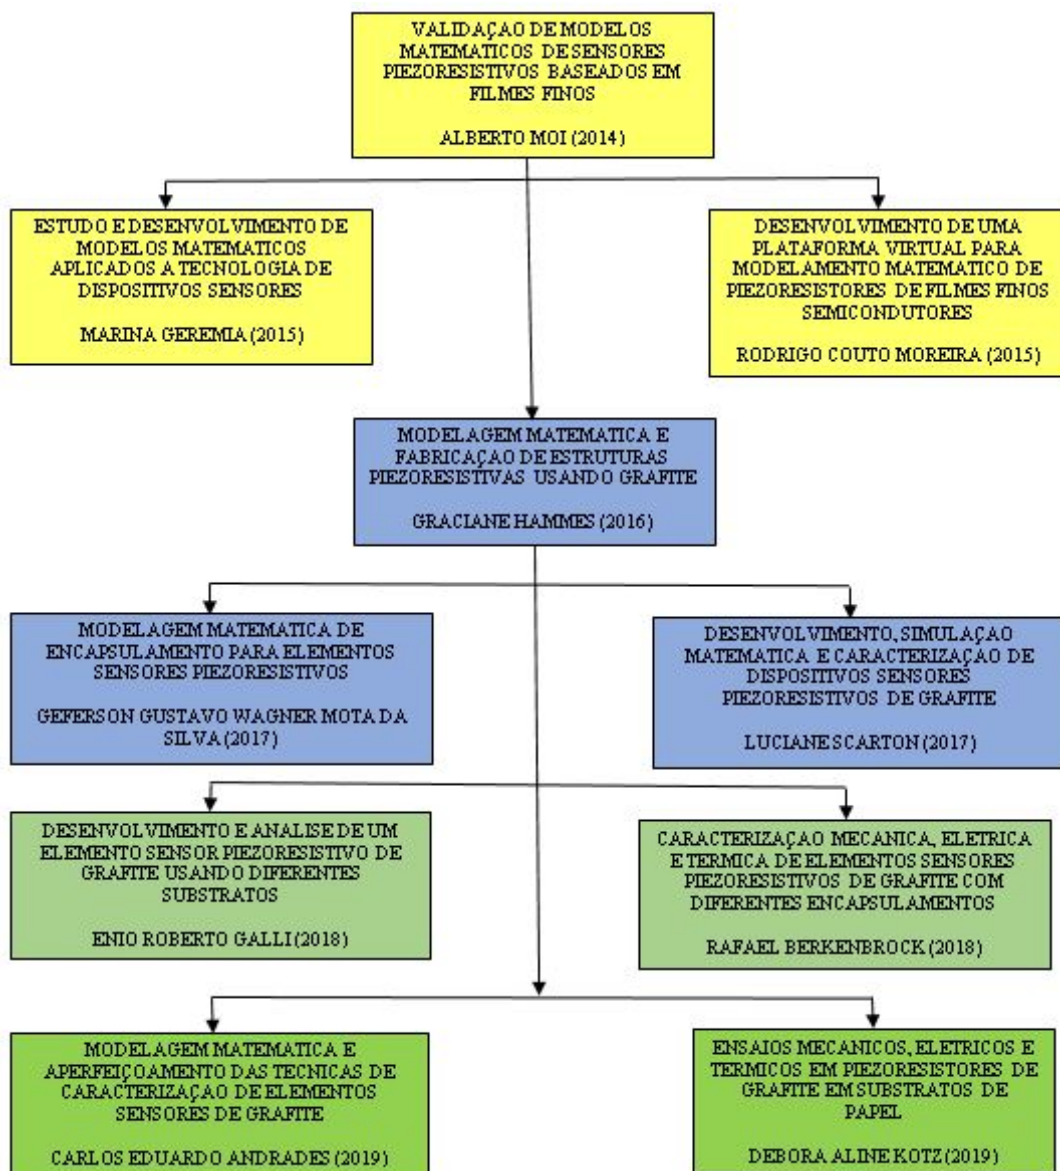 VALIDAÇAO DE MODELOS
MATEMATICOS DE SENSORES
PIEZORESISTIVOS BASEADOS EM
FILMES FINOS
ALBERTO MOI (2014)
ESTUDO E DESENVOLVIMENTO DE
MODELOS MATEMATICOS
APLICADOS A TECNOLOGIA DE
DISPOSITIVOS SENSORES
MARINA GEREMIA (2015)
DESENVOLVIMENTO DE UMA
PLATAFORMA VIRTUAL PARA
MODELAMENTO MATEMATICO DE
PIEZORESISTORES DE FILMES FINOS
SEMICONDUTORES
RODRIGO COUTO MOREIRA (2015)
MODELAGEM MATEMATICA E
FABRICAÇAO DE ESTRUTURAS
PIEZORESISTIVAS USANDO GRAFITE
GRACIANE HAMMES (2016)
MODELAGEM MATEMATICA DE
ENCAPSULAMENTO PARA ELEMENTOS
SENSORES PIEZORESISTIVOS
GEFERSON GUSTAVO WAGNER MOTA DA
SILVA (2017)
DESENVOLVIMENTO, SIMULAÇAO
MATEMATICA E CARACTERIZAÇAO DE
DISPOSITIVOS SENSORES
PIEZORESISTIVOS DE GRAFITE
LUCIANE SCARTON (2017)
DESENVOLVIMENTO E ANALISE DE UM
ELEMENTO SENSOR PIEZORESISTIVO DE
GRAFITE USANDO DIFERENTES
SUBSTRATOS
ENIO ROBERTO GALLI (2018)
CARACTERIZAÇAO MECANICA, ELETRICA
E TERMICA DE ELEMENTOS SENSORES
PIEZORESISTIVOS DE GRAFITE COM
DIFERENTES ENCAPSULAMENTOS
RAFAEL BERKENBROCK (2018)
MODELAGEM MATEMATICA E
APERFEIÇOAMENTO DAS TECNICAS DE
CARACTERIZAÇAO DE ELEMENTOS
SENSORES DE GRAFITE
CARLOS EDUARDO ANDRADES (2019)
ENSAIOS MECANICOS, ELETRICOS E
TERMICOS EM PIEZORESISTORES DE
GRAFITE EM SUBSTRATOS DE
PAPEL
DEBORA ALINE KOTZ (2019)